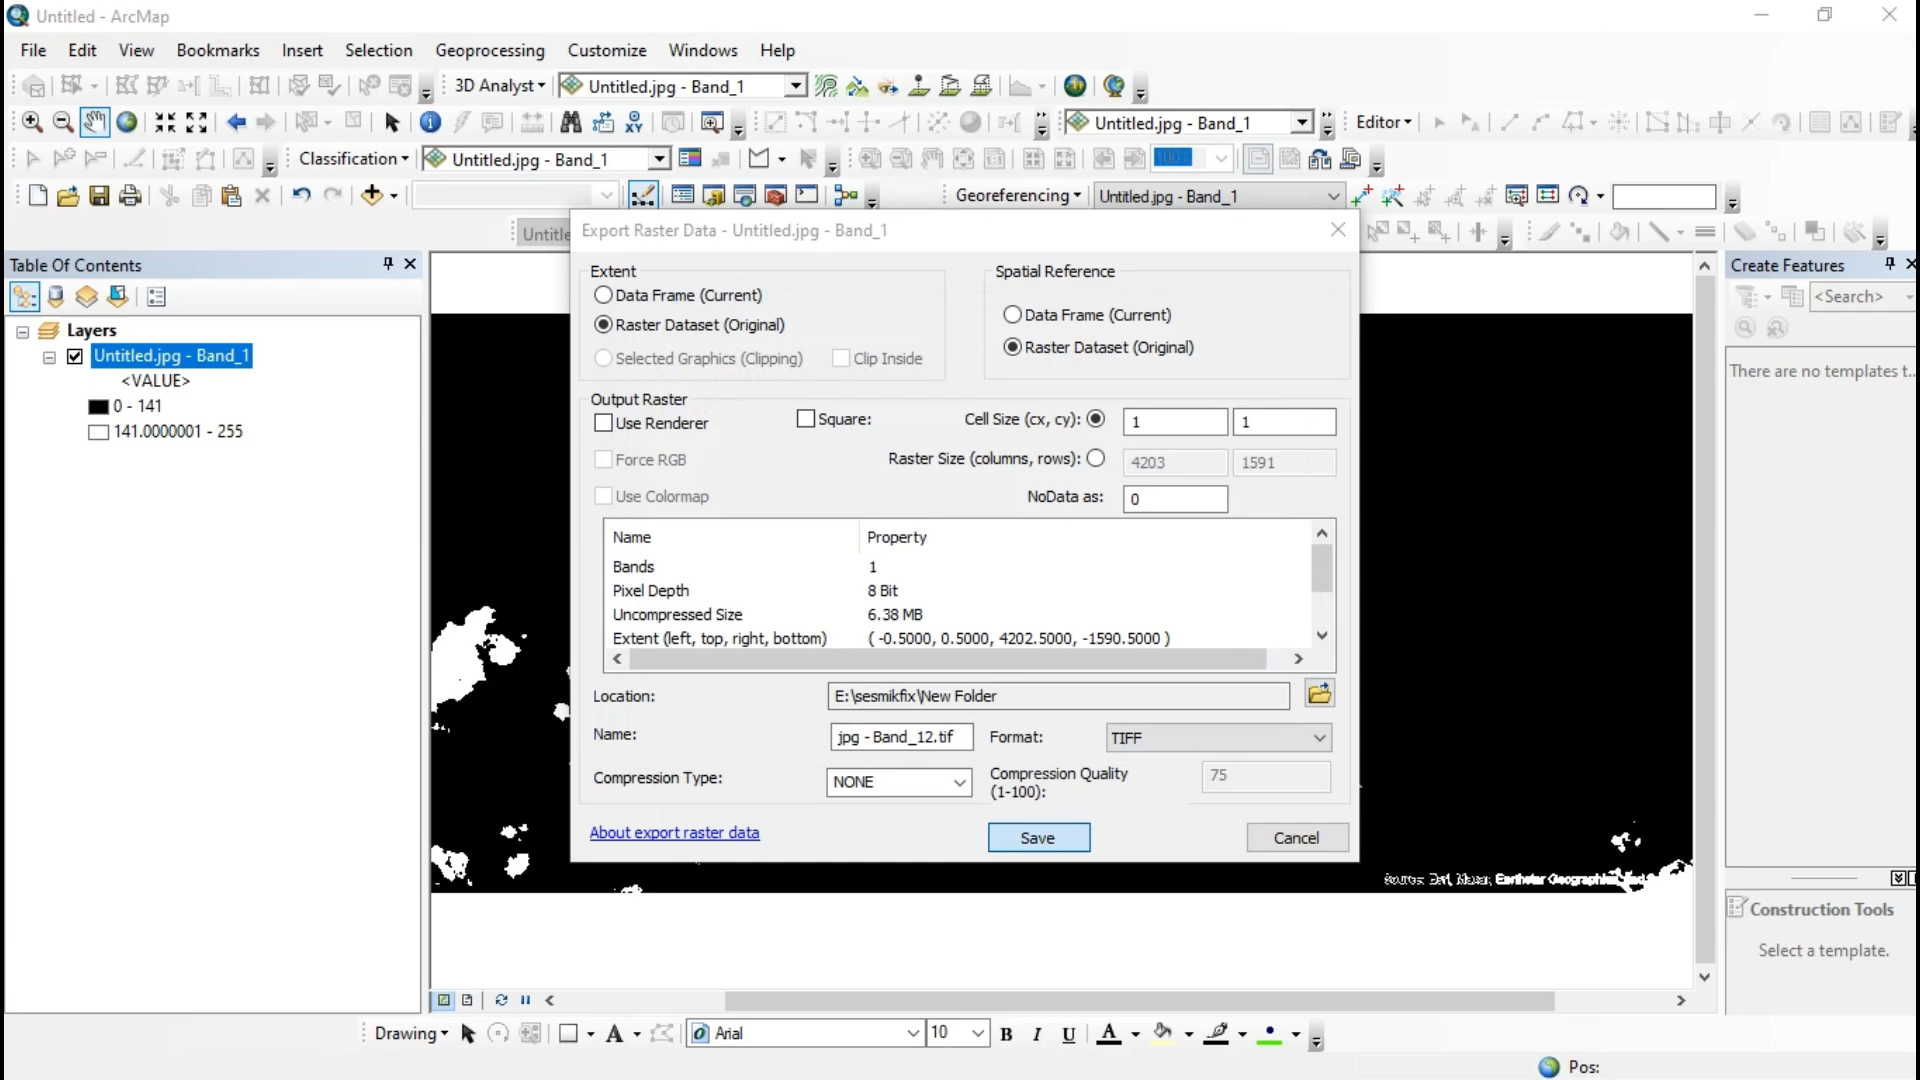 Untitled - ArcMap
File Edit View Bookmarks Insert Selection Geoprocessing Customize Windows Help
3D Analyst Untitled.jpg - Band_1
Untitled.jpg - Band_1 Editor
Classification Untitled.jpg - Band_1 100%
Georeferencing Untitled.jpg - Band_1
Untitle
Export Raster Data - Untitled.jpg - Band_1
Table Of Contents
Layers
Untitled.jpg - Band_1
<VALUE>
0 - 141
141.0000001 - 255
Extent
Data Frame (Current)
Raster Dataset (Original)
Selected Graphics (Clipping) Clip Inside
Spatial Reference
Data Frame (Current)
Raster Dataset (Original)
Output Raster
Use Renderer Square: Cell Size (cx, cy): 1 1
Force RGB Raster Size (columns, rows): 4203 1591
Use Colormap NoData as: 0
Name Property
Bands 1
Pixel Depth 8 Bit
Uncompressed Size 6.38 MB
Extent (left, top, right, bottom) ( -0.5000, 0.5000, 4202.5000, -1590.5000 )
Location: E:\sesmikfix\New Folder
Name: jpg - Band_12.tif Format: TIFF
Compression Type: NONE Compression Quality
(1-100): 75
About export raster data Save Cancel
Earthstar Geographics
Create Features
<Search>
There are no templates t..
Construction Tools
Select a template.
Drawing A Arial 10 B I U A
Pos: